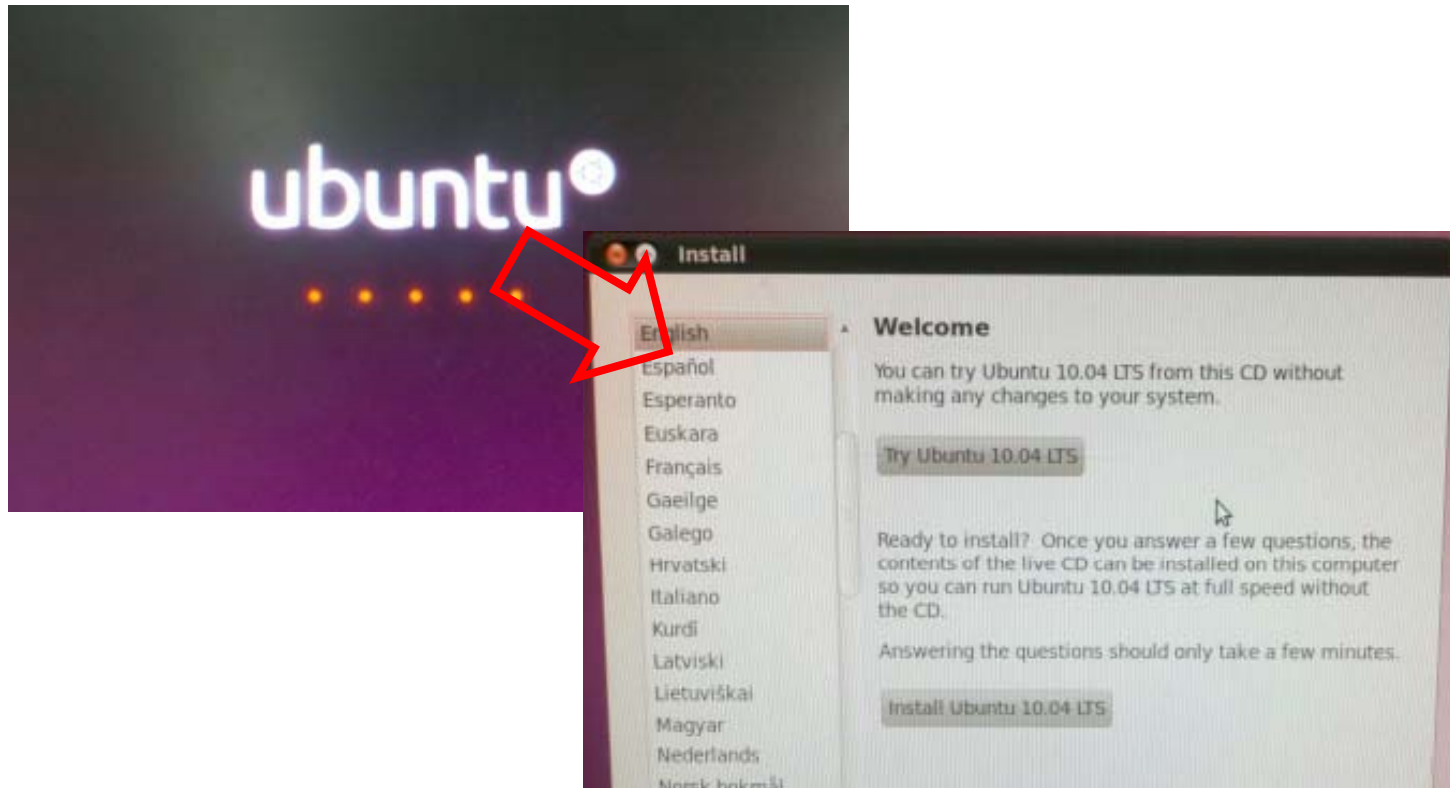 ubuntu
Install
English
Español
Esperanto
Euskara
Français
Gaeilge
Galego
Hrvatski
Italiano
Kurdî
Latviski
Lietuviškai
Magyar
Nederlands
Norsk bokmål
Welcome
You can try Ubuntu 10.04 LTS from this CD without
making any changes to your system.
Try Ubuntu 10.04 LTS
Ready to install? Once you answer a few questions, the
contents of the live CD can be installed on this computer
so you can run Ubuntu 10.04 LTS at full speed without
the CD.
Answering the questions should only take a few minutes.
Install Ubuntu 10.04 LTS